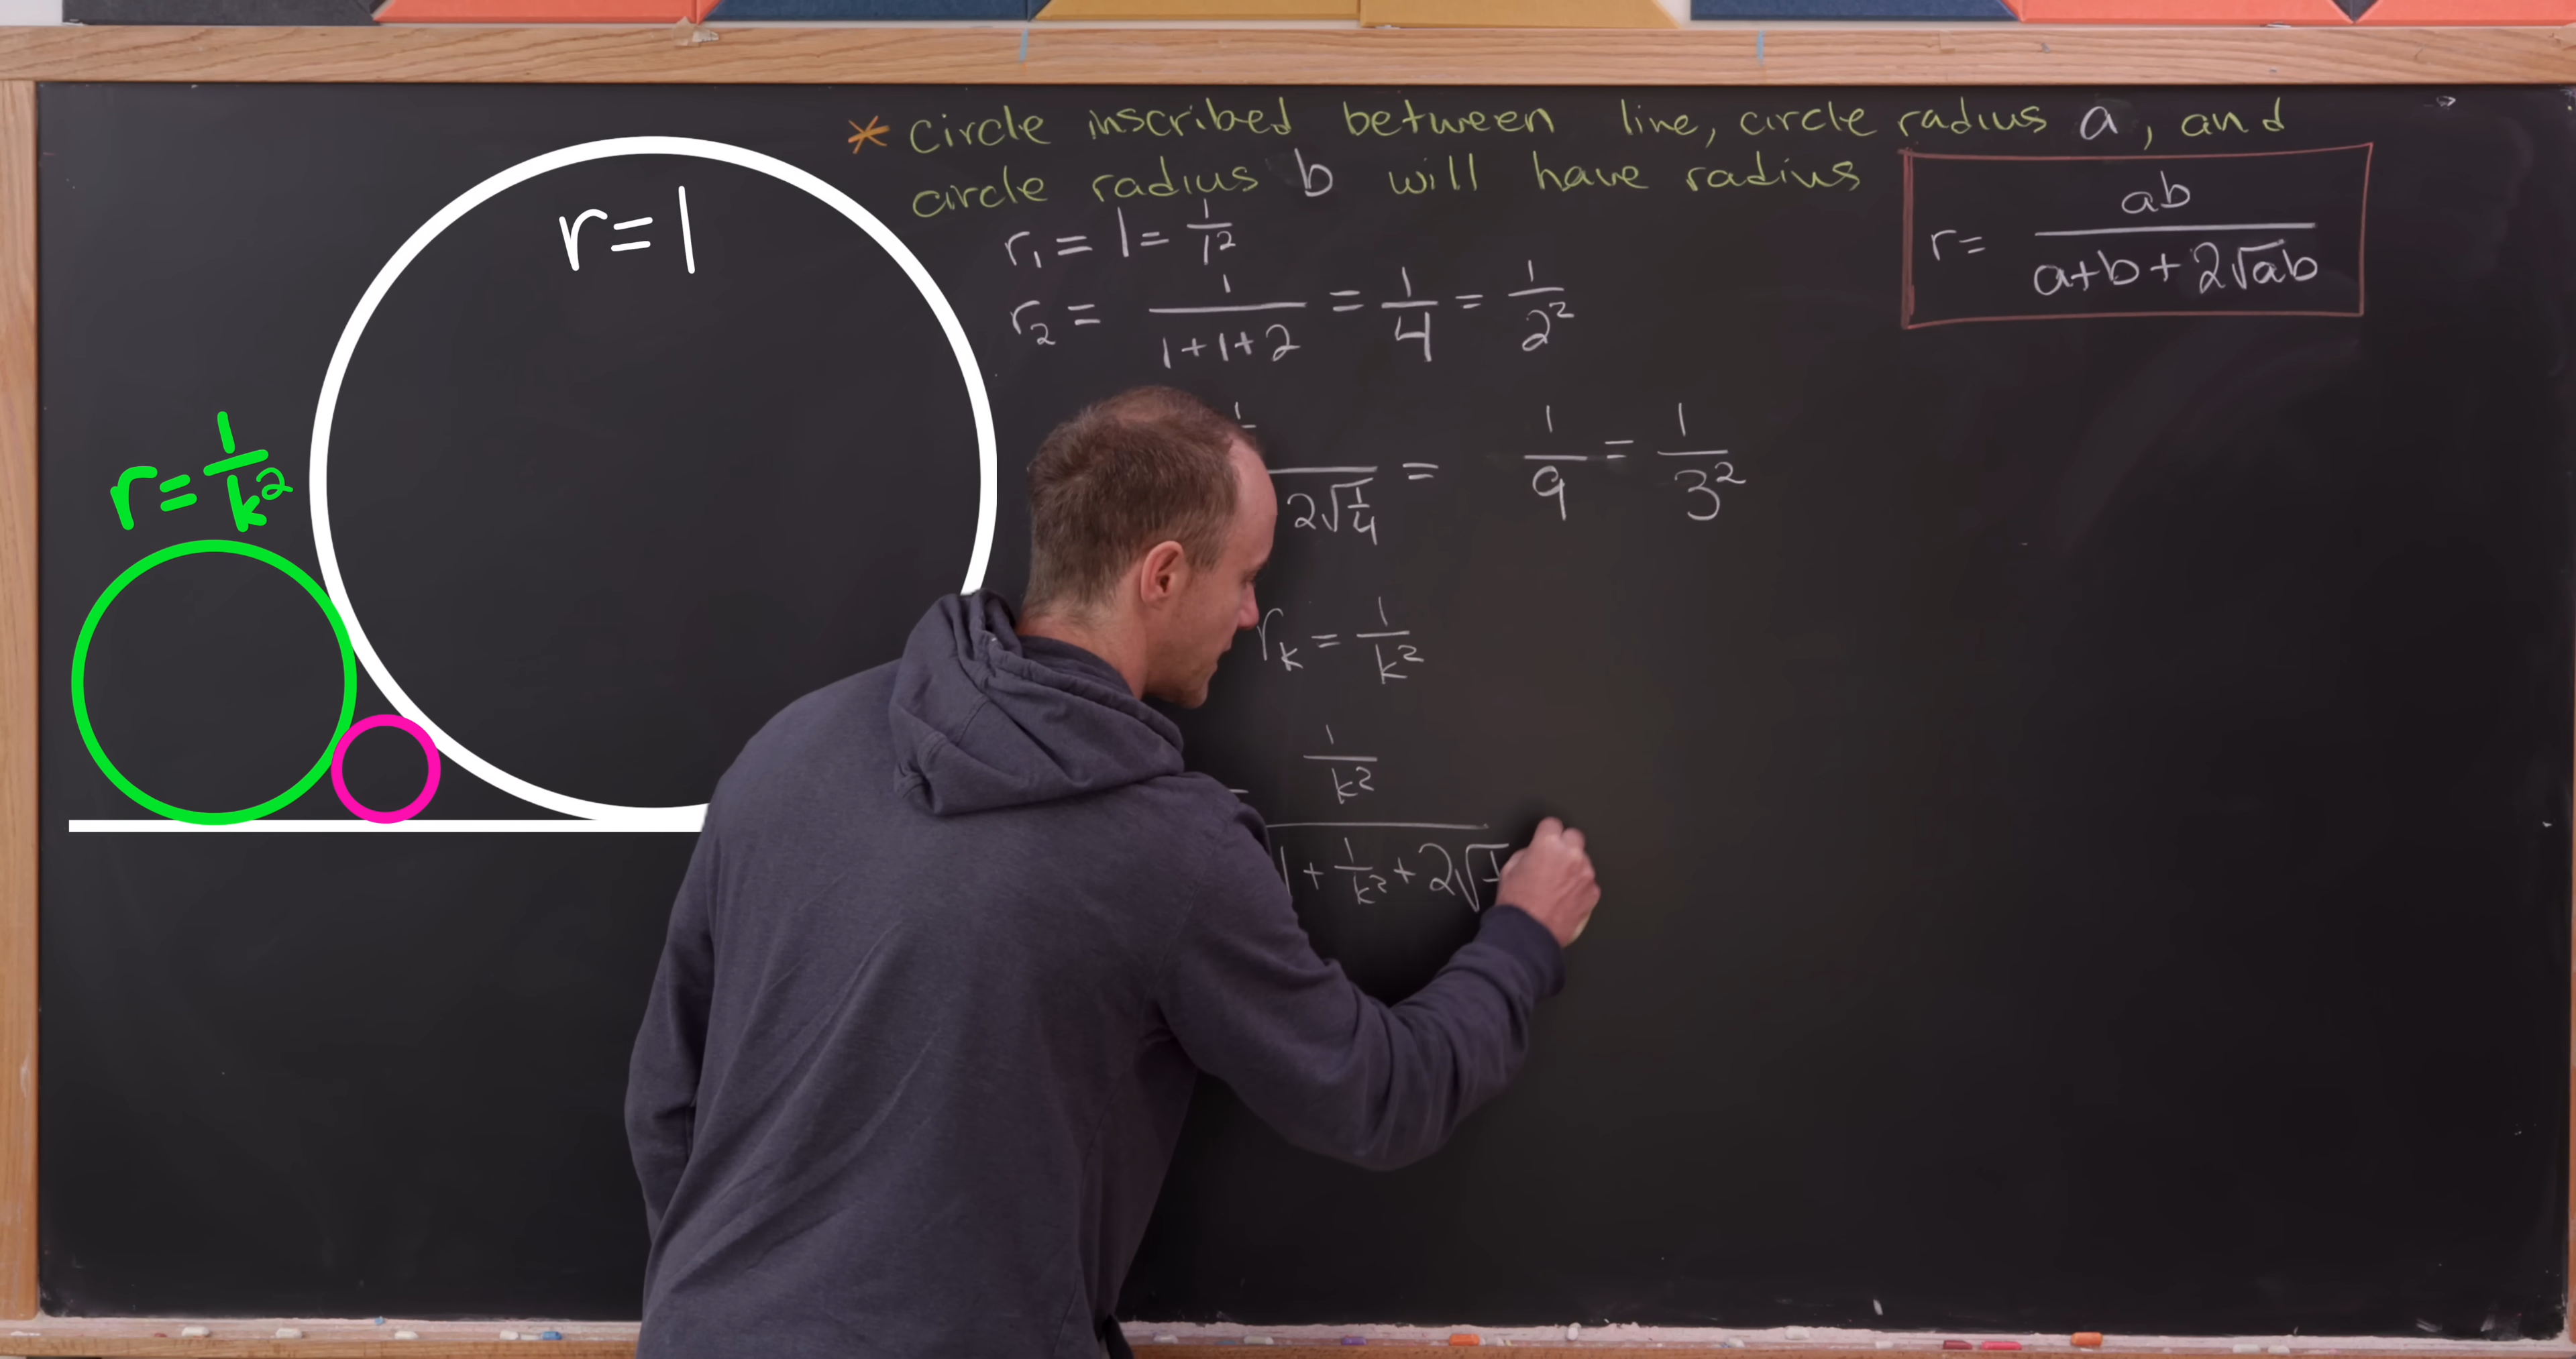 * Circle inscribed between line, circle radius a, and
circle radius b will have radius
r = ab / (a+b+2√ab)
r₁ = 1 = 1/1²
r₂ = 1/(1+1+2) = 1/4 = 1/2²
2√(1/4) = 1/9 = 1/3²
r_k = 1/k²
1/k²
1 + 1/k² + 2√1
r=1
r=1/k²